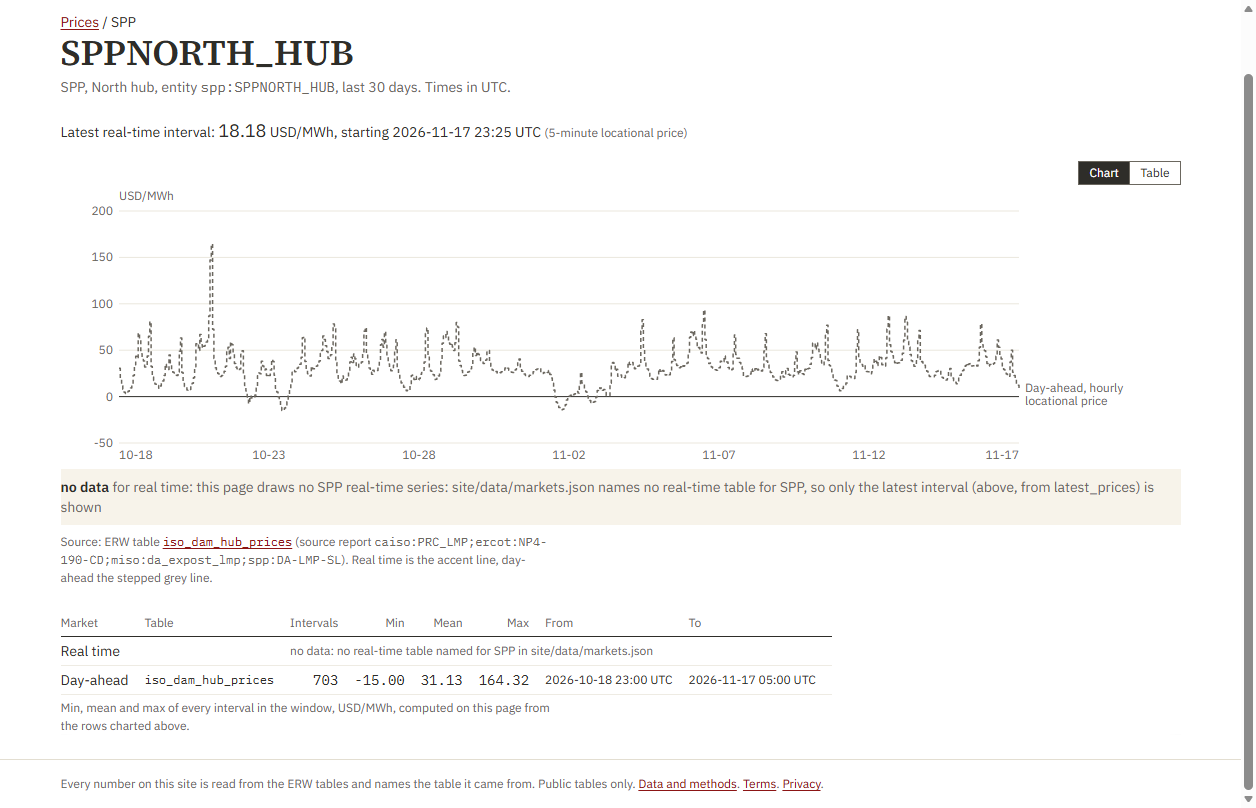 Prices / SPP
SPPNORTH_HUB
SPP, North hub, entity spp:SPPNORTH_HUB, last 30 days. Times in UTC.
Latest real-time interval: 18.18 USD/MWh, starting 2026-11-17 23:25 UTC (5-minute locational price)
Chart Table
USD/MWh
200
150
100
50
0
-50
10-18 10-23 10-28 11-02 11-07 11-12 11-17
Day-ahead, hourly
locational price
no data for real time: this page draws no SPP real-time series: site/data/markets.json names no real-time table for SPP, so only the latest interval (above, from latest_prices) is
shown
Source: ERW table iso_dam_hub_prices (source report caiso:PRC_LMP;ercot:NP4-
190-CD;miso:da_expost_lmp;spp:DA-LMP-SL). Real time is the accent line, day-
ahead the stepped grey line.
Market Table Intervals Min Mean Max From To
Real time no data: no real-time table named for SPP in site/data/markets.json
Day-ahead iso_dam_hub_prices 703 -15.00 31.13 164.32 2026-10-18 23:00 UTC 2026-11-17 05:00 UTC
Min, mean and max of every interval in the window, USD/MWh, computed on this page from
the rows charted above.
Every number on this site is read from the ERW tables and names the table it came from. Public tables only. Data and methods. Terms. Privacy.